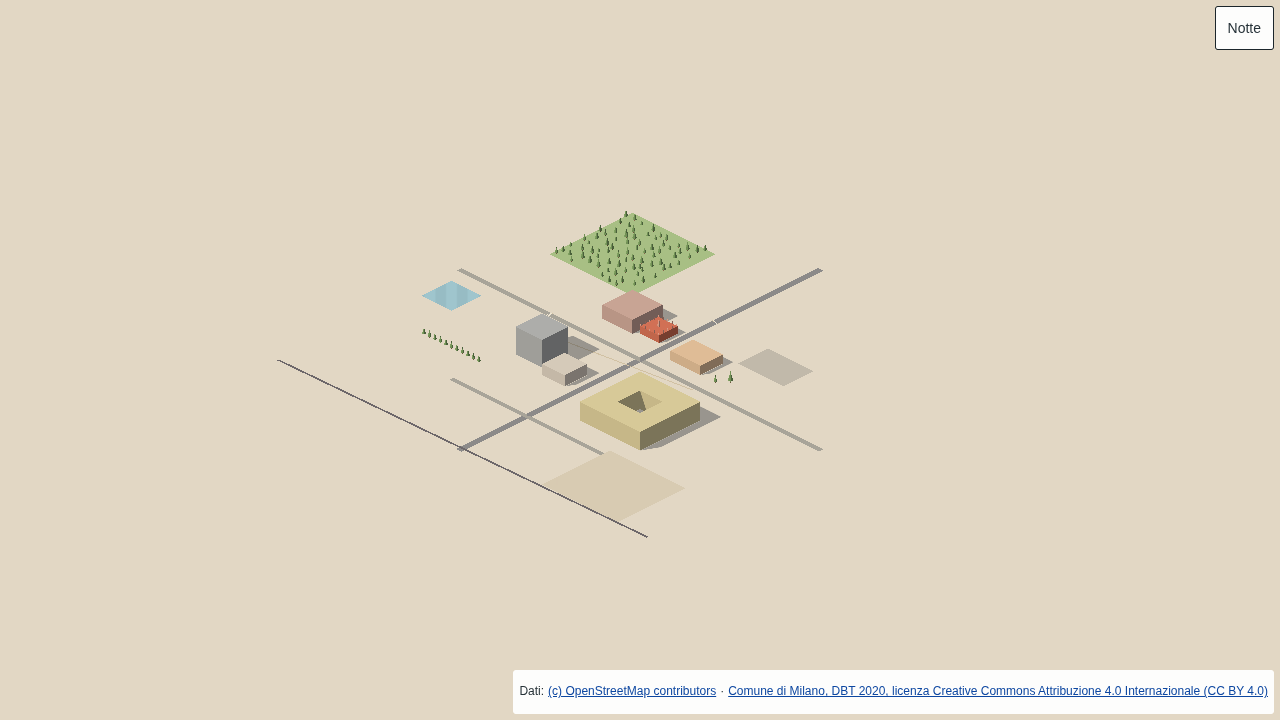 Notte
Dati: (c) OpenStreetMap contributors · Comune di Milano, DBT 2020, licenza Creative Commons Attribuzione 4.0 Internazionale (CC BY 4.0)